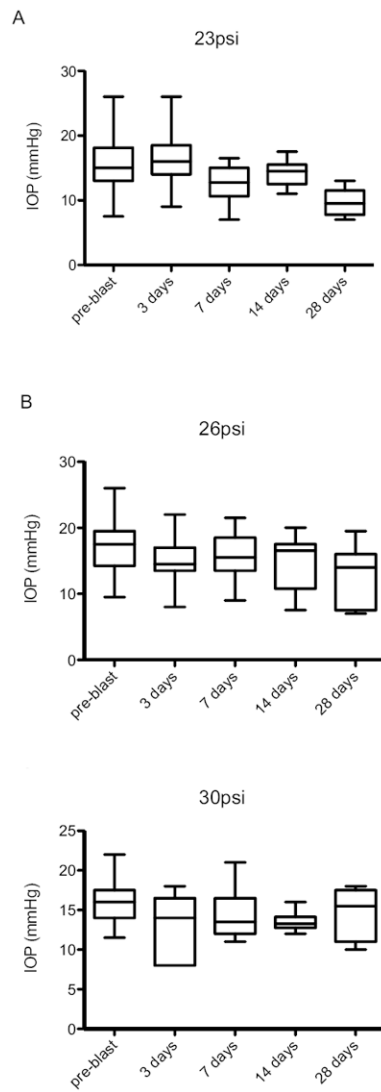 A
23psi
30
20
10
0
IOP (mmHg)
pre-blast
3 days
7 days
14 days
28 days
B
26psi
30
20
10
0
IOP (mmHg)
pre-blast
3 days
7 days
14 days
28 days
30psi
25
20
15
10
5
0
IOP (mmHg)
pre-blast
3 days
7 days
14 days
28 days